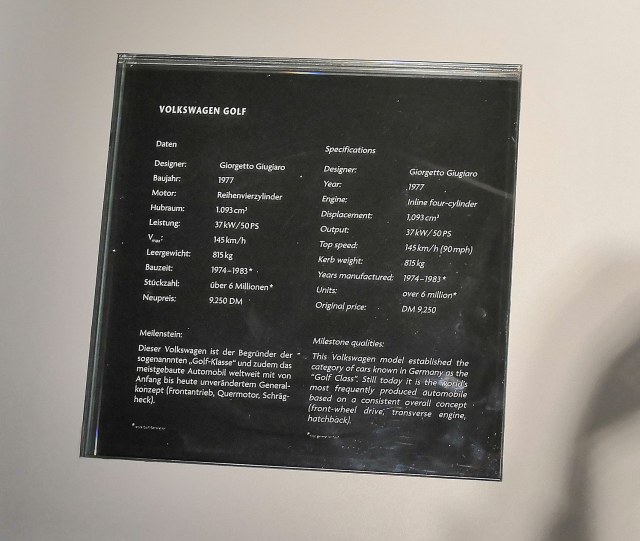 VOLKSWAGEN GOLF
Daten
Designer: Giorgetto Giugiaro
Baujahr: 1977
Motor: Reihenvierzylinder
Hubraum: 1.093 cm³
Leistung: 37 kW/50 PS
Vmax: 145 km/h
Leergewicht: 815 kg
Bauzeit: 1974–1983*
Stückzahl: über 6 Millionen*
Neupreis: 9.250 DM
Meilenstein:
Dieser Volkswagen ist der Begründer der
sogenannnten „Golf-Klasse“ und zudem das
meistgebaute Automobil weltweit mit von
Anfang bis heute unverändertem General-
konzept (Frontantrieb, Quermotor, Schräg-
heck).
Specifications
Designer: Giorgetto Giugiaro
Year: 1977
Engine: Inline four-cylinder
Displacement: 1,093 cm³
Output: 37 kW/50 PS
Top speed: 145 km/h (90 mph)
Kerb weight: 815 kg
Years manufactured: 1974–1983*
Units: over 6 million*
Original price: DM 9,250
Milestone qualities:
This Volkswagen model established the
category of cars known in Germany as the
“Golf Class”. Still today it is the world's
most frequently produced automobile
based on a consistent overall concept
(front-wheel drive, transverse engine,
hatchback).